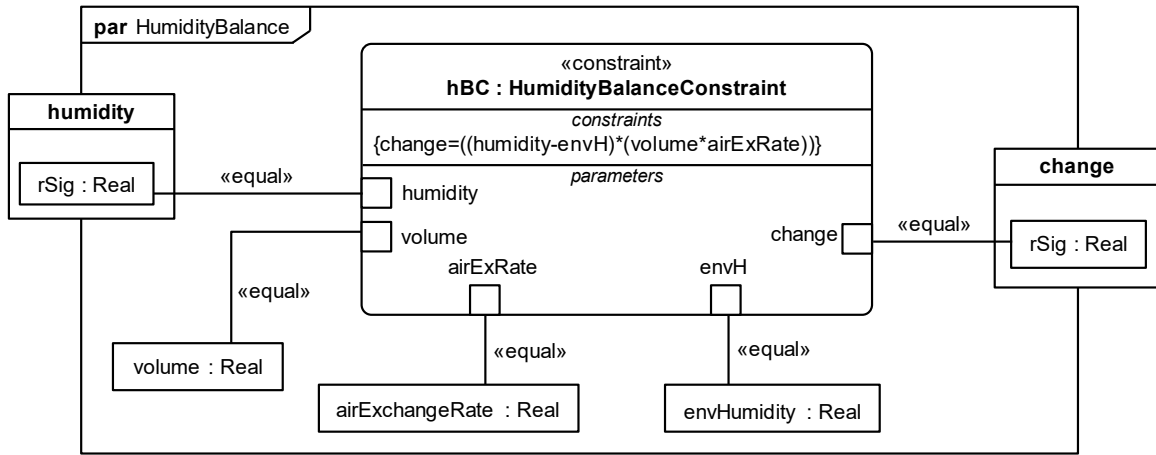 par HumidityBalance
«constraint»
hBC : HumidityBalanceConstraint
constraints
{change=((humidity-envH)*(volume*airExRate))}
parameters
humidity
rSig : Real
«equal»
humidity
volume
«equal»
volume : Real
airExRate
«equal»
airExchangeRate : Real
envH
«equal»
envHumidity : Real
change
«equal»
change
rSig : Real